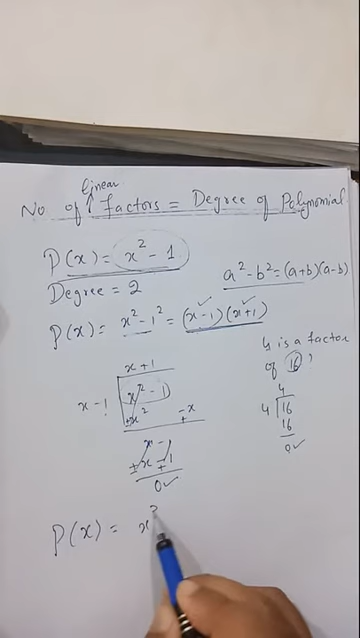 linear
No of ↑ factors = Degree of Polynomial
P(x) = x² - 1
a² - b² = (a+b)(a-b)
Degree = 2
P(x) = x² - 1² = (x-1)(x+1)
4 is a factor
of 16?
x + 1
x - 1 x² - 1
x² - x
x - 1
± x 1
0 ✓
4
4 16
16
0 ✓
P(x) = x